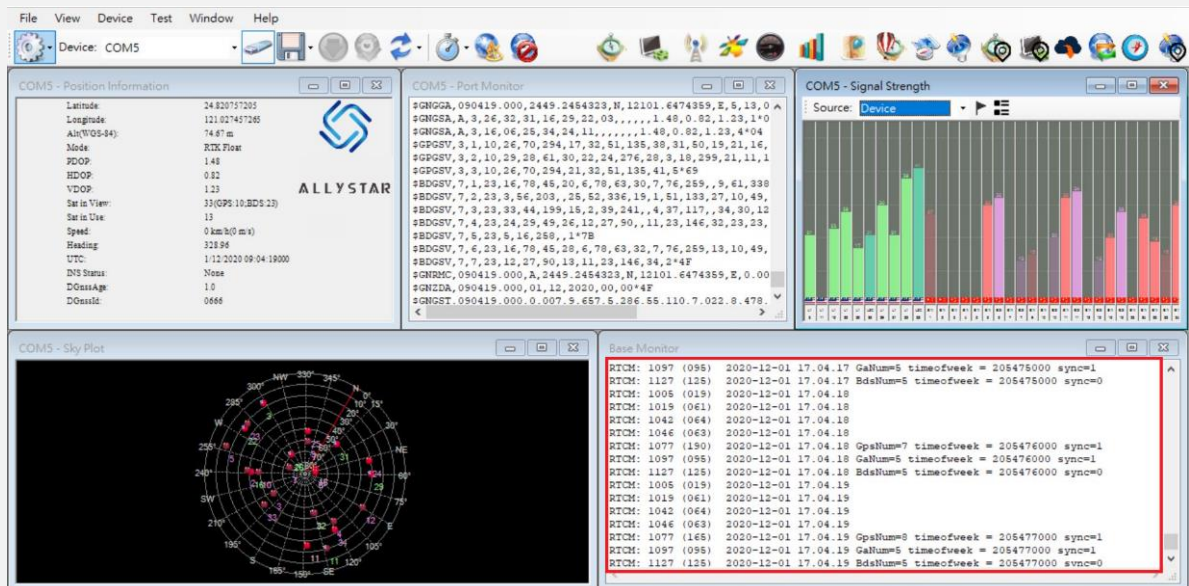 File View Device Test Window Help
Device: COM5
COM5 - Position Information
Latitude: 24.820757205
Longitude: 121.027457265
Alt(WGS-84): 74.67 m
Mode: RTK Float
PDOP: 1.48
HDOP: 0.82
VDOP: 1.23
Sat in View: 33(GPS:10;BDS:23)
Sat in Use: 13
Speed: 0 km/h(0 m/s)
Heading: 328.96
UTC: 1/12/2020 09:04:19000
INS Status: None
DGnssAge: 1.0
DGnssId: 0666
ALLYSTAR
COM5 - Port Monitor
$GNGGA,090419.000,2449.2454323,N,12101.6474359,E,5,13,0
$GNGSA,A,3,26,32,31,16,29,22,03,,,,,,1.48,0.82,1.23,1*0
$GNGSA,A,3,16,06,25,34,24,11,,,,,,,1.48,0.82,1.23,4*04
$GPGSV,3,1,10,26,70,294,17,32,51,135,38,31,50,19,21,16,
$GPGSV,3,2,10,29,28,61,30,22,24,276,28,3,18,299,21,11,1
$GPGSV,3,3,10,26,70,294,21,32,51,135,41,5*69
$BDGSV,7,1,23,16,78,45,20,6,78,63,30,7,76,259,,9,61,338
$BDGSV,7,2,23,3,56,203,,25,52,336,19,1,51,133,27,10,49,
$BDGSV,7,3,23,33,44,199,15,2,39,241,,4,37,117,,34,30,12
$BDGSV,7,4,23,24,29,49,26,12,27,90,,11,23,146,32,23,23,
$BDGSV,7,5,23,5,16,258,,1*7B
$BDGSV,7,6,23,16,78,45,28,6,78,63,32,7,76,259,13,10,49,
$BDGSV,7,7,23,12,27,90,13,11,23,146,34,2*4F
$GNRMC,090419.000,A,2449.2454323,N,12101.6474359,E,0.00
$GNZDA,090419.000,01,12,2020,00,00*4F
$GNGST,090419.000,0.007,9.657,5.286,55.110,7.022,8.478,
COM5 - Signal Strength
Source: Device
COM5 - Sky Plot
NW 330° 345° N
300° 10° 15°
285° 20° 30°
W NE
255° 60°
240° 75°
SW E
210° 105°
195° 120°
S 165° 150° SE
Base Monitor
RTCM: 1097 (095) 2020-12-01 17.04.17 GaNum=5 timeofweek = 205475000 sync=1
RTCM: 1127 (125) 2020-12-01 17.04.17 BdsNum=5 timeofweek = 205475000 sync=0
RTCM: 1005 (019) 2020-12-01 17.04.18
RTCM: 1019 (061) 2020-12-01 17.04.18
RTCM: 1042 (064) 2020-12-01 17.04.18
RTCM: 1046 (063) 2020-12-01 17.04.18
RTCM: 1077 (190) 2020-12-01 17.04.18 GpsNum=7 timeofweek = 205476000 sync=1
RTCM: 1097 (095) 2020-12-01 17.04.18 GaNum=5 timeofweek = 205476000 sync=1
RTCM: 1127 (125) 2020-12-01 17.04.18 BdsNum=5 timeofweek = 205476000 sync=0
RTCM: 1005 (019) 2020-12-01 17.04.19
RTCM: 1019 (061) 2020-12-01 17.04.19
RTCM: 1042 (064) 2020-12-01 17.04.19
RTCM: 1046 (063) 2020-12-01 17.04.19
RTCM: 1077 (165) 2020-12-01 17.04.19 GpsNum=8 timeofweek = 205477000 sync=1
RTCM: 1097 (095) 2020-12-01 17.04.19 GaNum=5 timeofweek = 205477000 sync=1
RTCM: 1127 (125) 2020-12-01 17.04.19 BdsNum=5 timeofweek = 205477000 sync=0